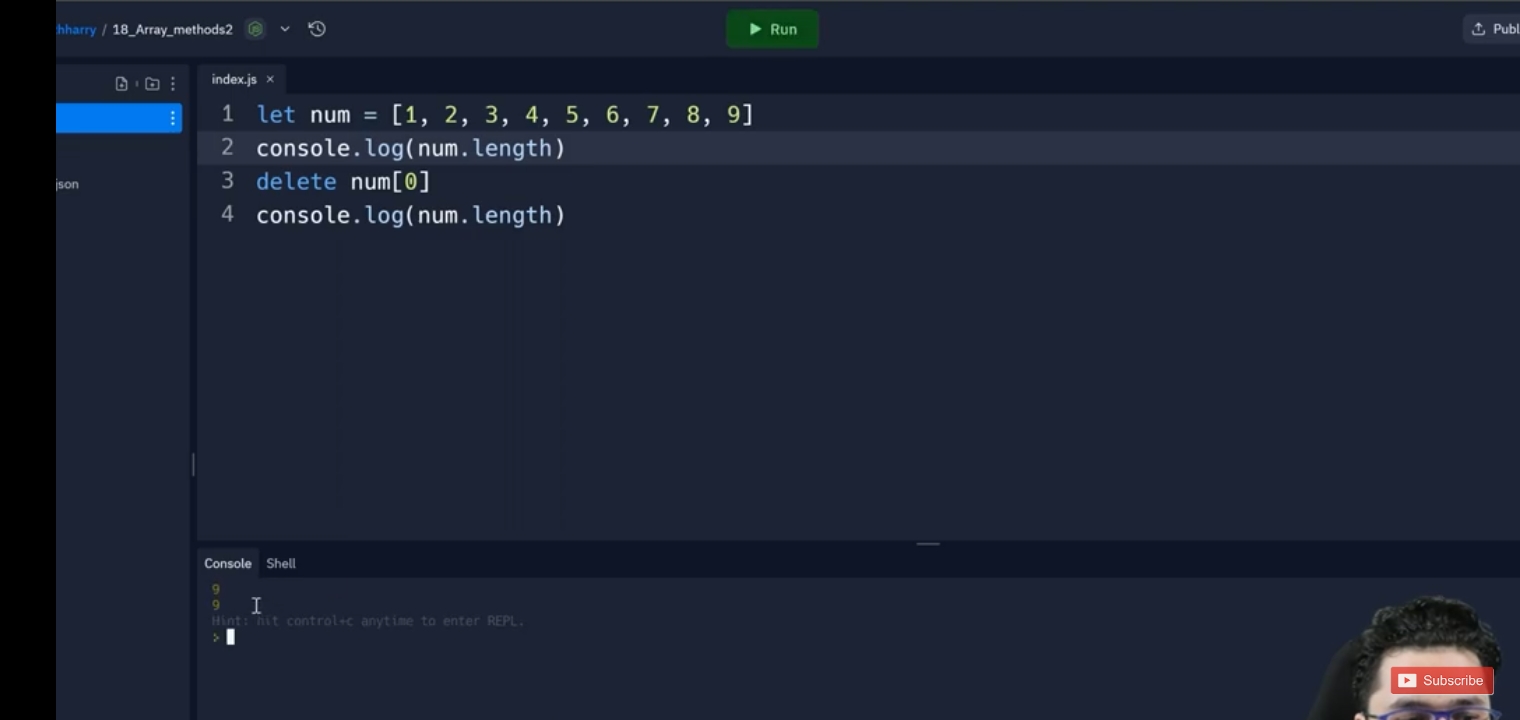 hharry / 18_Array_methods2
Run
Publ
index.js ×
json
1 let num = [1, 2, 3, 4, 5, 6, 7, 8, 9]
2 console.log(num.length)
3 delete num[0]
4 console.log(num.length)
Console Shell
9
9
Hint: hit control+c anytime to enter REPL.
>
Subscribe